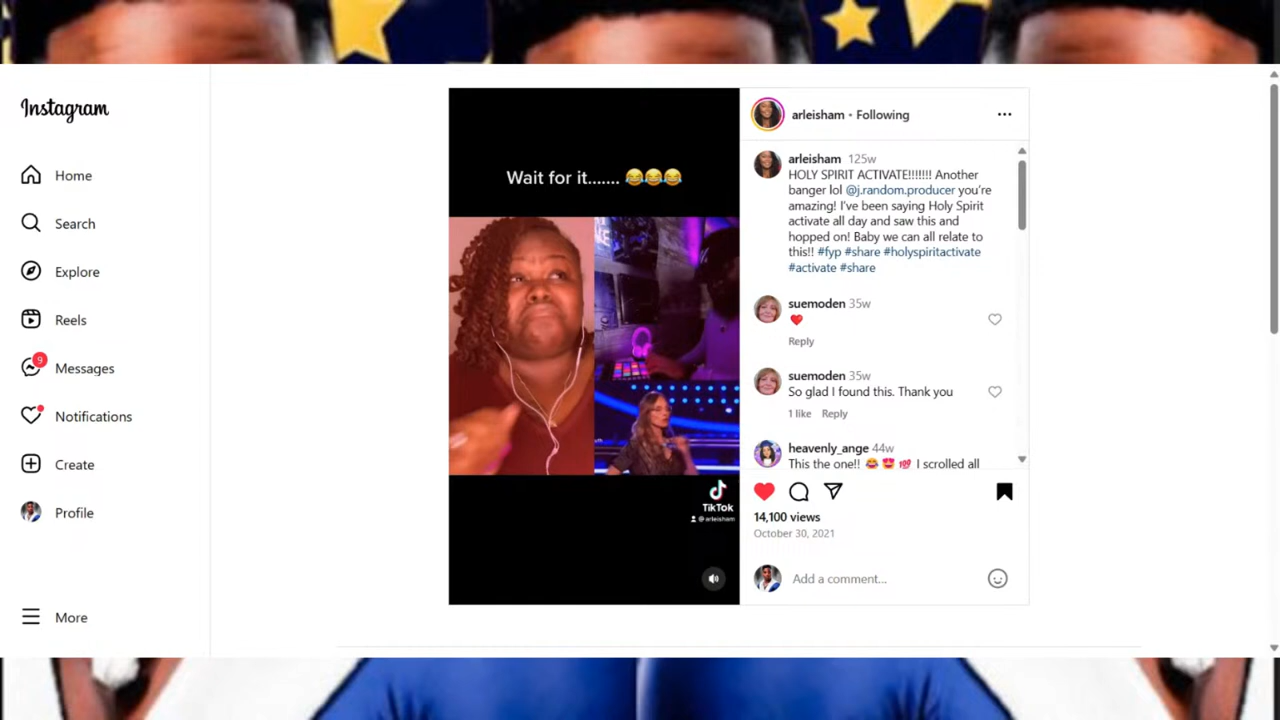 Instagram
Home
Search
Explore
Reels
9
Messages
Notifications
Create
Profile
More
Wait for it....... 😂😂😂
TikTok
@arleisham
arleisham • Following
arleisham 125w
HOLY SPIRIT ACTIVATE!!!!!!! Another
banger lol @j.random.producer you're
amazing! I've been saying Holy Spirit
activate all day and saw this and
hopped on! Baby we can all relate to
this!! #fyp #share #holyspiritactivate
#activate #share
suemoden 35w
❤️
Reply
suemoden 35w
So glad I found this. Thank you
1 like Reply
heavenly_ange 44w
This the one!! 😂😍💯 I scrolled all
14,100 views
October 30, 2021
Add a comment...